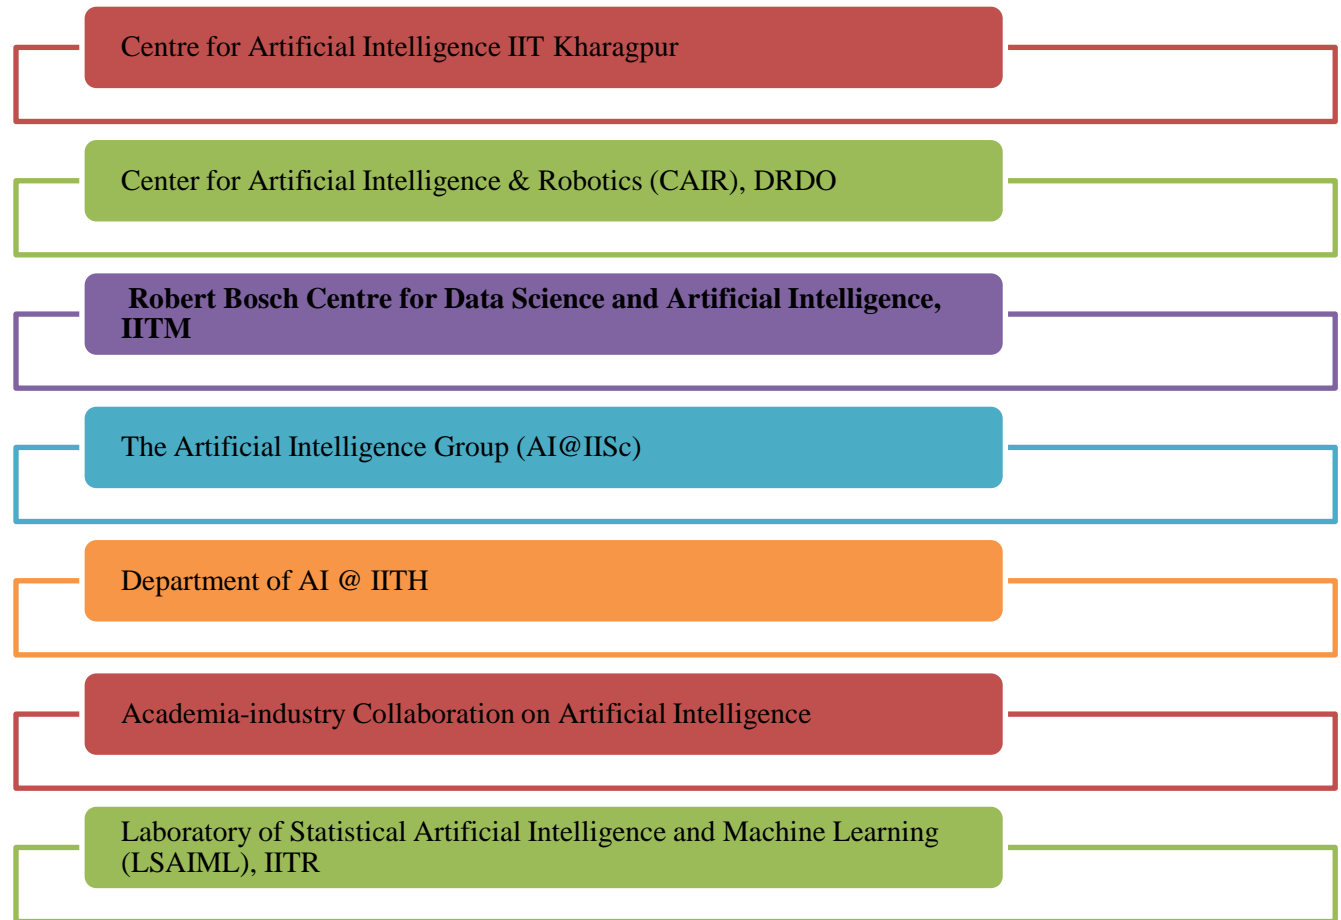 Centre for Artificial Intelligence IIT Kharagpur
Center for Artificial Intelligence & Robotics (CAIR), DRDO
Robert Bosch Centre for Data Science and Artificial Intelligence,
IITM
The Artificial Intelligence Group (AI@IISc)
Department of AI @ IITH
Academia-industry Collaboration on Artificial Intelligence
Laboratory of Statistical Artificial Intelligence and Machine Learning
(LSAIML), IITR